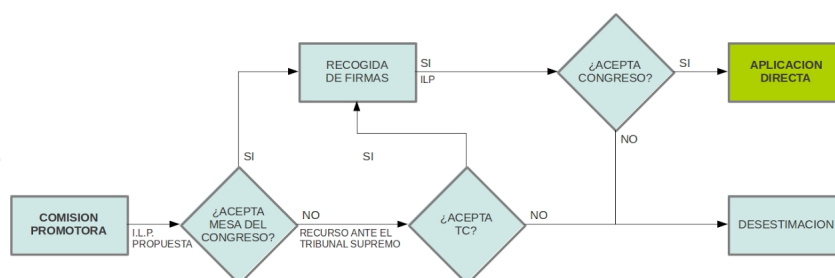 RECOGIDA
DE FIRMAS
SI
ILP
¿ACEPTA
CONGRESO?
SI
APLICACION
DIRECTA
NO
SI
SI
COMISION
PROMOTORA
I.L.P.
PROPUESTA
¿ACEPTA
MESA DEL
CONGRESO?
NO
RECURSO ANTE EL
TRIBUNAL SUPREMO
¿ACEPTA
TC?
NO
DESESTIMACION